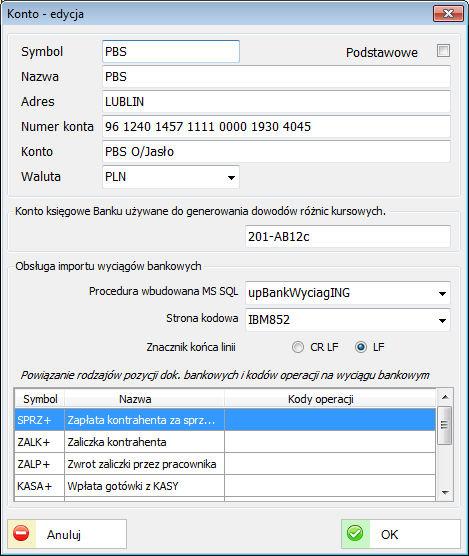 Konto - edycja
Symbol PBS Podstawowe
Nazwa PBS
Adres LUBLIN
Numer konta 96 1240 1457 1111 0000 1930 4045
Konto PBS O/Jasło
Waluta PLN
Konto księgowe Banku używane do generowania dowodów różnic kursowych.
201-AB12c
Obsługa importu wyciągów bankowych
Procedura wbudowana MS SQL upBankWyciagING
Strona kodowa IBM852
Znacznik końca linii CR LF LF
Powiązanie rodzajów pozycji dok. bankowych i kodów operacji na wyciągu bankowym
Symbol Nazwa Kody operacji
SPRZ+ Zapłata kontrahenta za sprz...
ZALK+ Zaliczka kontrahenta
ZALP+ Zwrot zaliczki przez pracownika
KASA+ Wpłata gotówki z KASY
Anuluj OK